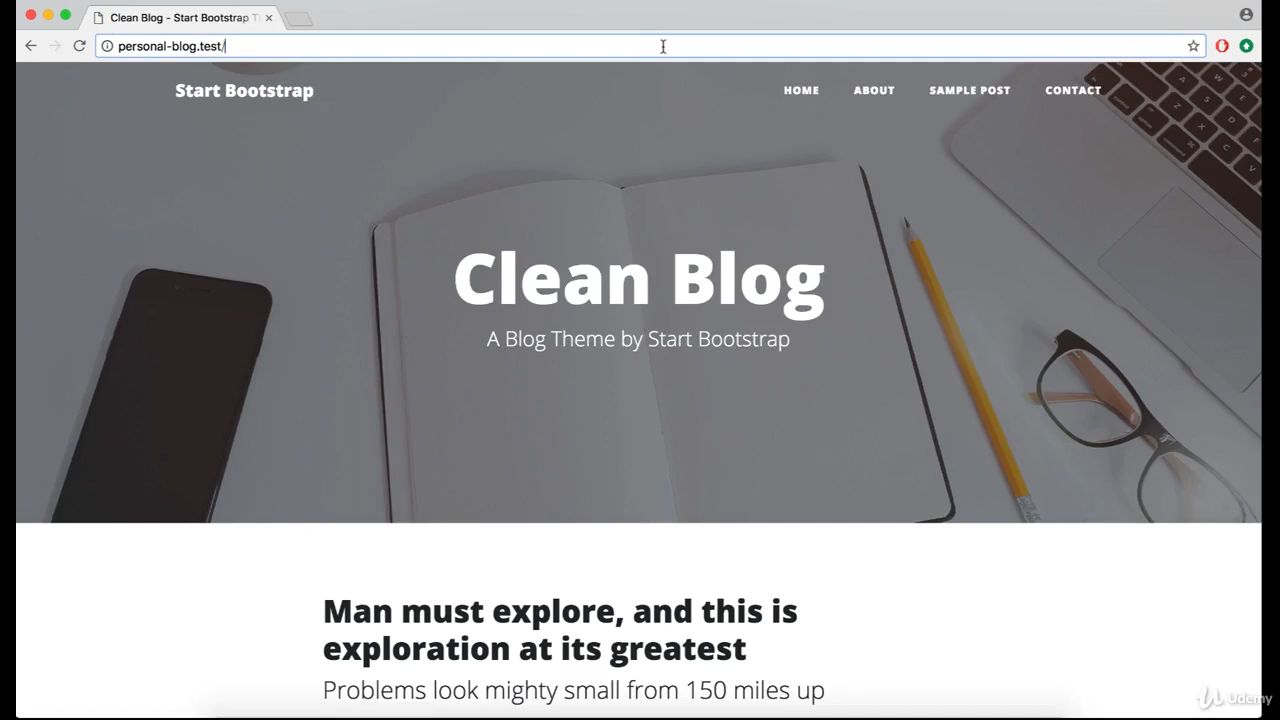 Clean Blog - Start Bootstrap T
personal-blog.test/
Start Bootstrap
HOME
ABOUT
SAMPLE POST
CONTACT
Clean Blog
A Blog Theme by Start Bootstrap
Man must explore, and this is
exploration at its greatest
Problems look mighty small from 150 miles up
Udemy